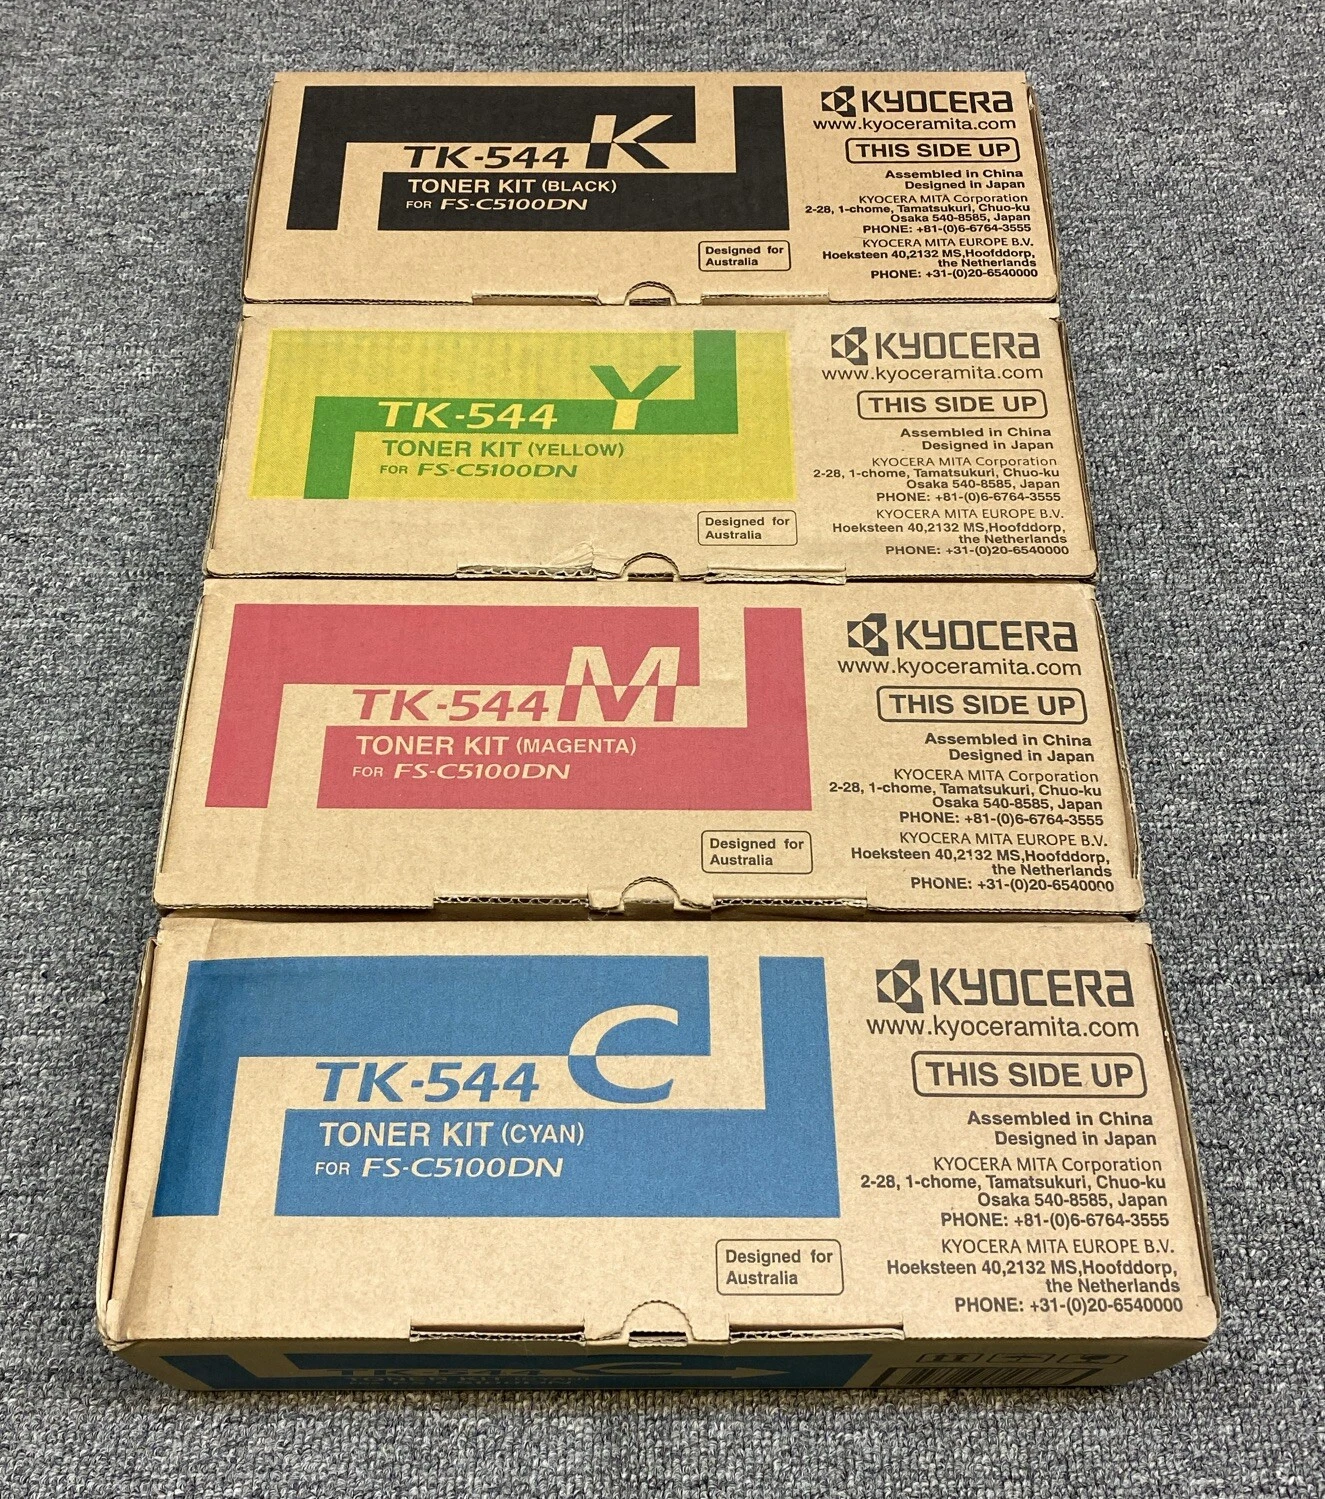 TK-544 K
TONER KIT (BLACK)
FOR FS-C5100DN
Designed for
Australia
KYOCERA
www.kyoceramita.com
THIS SIDE UP
Assembled in China
Designed in Japan
KYOCERA MITA Corporation
2-28, 1-chome, Tamatsukuri, Chuo-ku
Osaka 540-8585, Japan
PHONE: +81-(0)6-6764-3555
KYOCERA MITA EUROPE B.V.
Hoeksteen 40,2132 MS,Hoofddorp,
the Netherlands
PHONE: +31-(0)20-6540000
TK-544 Y
TONER KIT (YELLOW)
FOR FS-C5100DN
Designed for
Australia
KYOCERA
www.kyoceramita.com
THIS SIDE UP
Assembled in China
Designed in Japan
KYOCERA MITA Corporation
2-28, 1-chome, Tamatsukuri, Chuo-ku
Osaka 540-8585, Japan
PHONE: +81-(0)6-6764-3555
KYOCERA MITA EUROPE B.V.
Hoeksteen 40,2132 MS,Hoofddorp,
the Netherlands
PHONE: +31-(0)20-6540000
TK-544 M
TONER KIT (MAGENTA)
FOR FS-C5100DN
Designed for
Australia
KYOCERA
www.kyoceramita.com
THIS SIDE UP
Assembled in China
Designed in Japan
KYOCERA MITA Corporation
2-28, 1-chome, Tamatsukuri, Chuo-ku
Osaka 540-8585, Japan
PHONE: +81-(0)6-6764-3555
KYOCERA MITA EUROPE B.V.
Hoeksteen 40,2132 MS,Hoofddorp,
the Netherlands
PHONE: +31-(0)20-6540000
TK-544 C
TONER KIT (CYAN)
FOR FS-C5100DN
Designed for
Australia
KYOCERA
www.kyoceramita.com
THIS SIDE UP
Assembled in China
Designed in Japan
KYOCERA MITA Corporation
2-28, 1-chome, Tamatsukuri, Chuo-ku
Osaka 540-8585, Japan
PHONE: +81-(0)6-6764-3555
KYOCERA MITA EUROPE B.V.
Hoeksteen 40,2132 MS,Hoofddorp,
the Netherlands
PHONE: +31-(0)20-6540000
TK-544 C